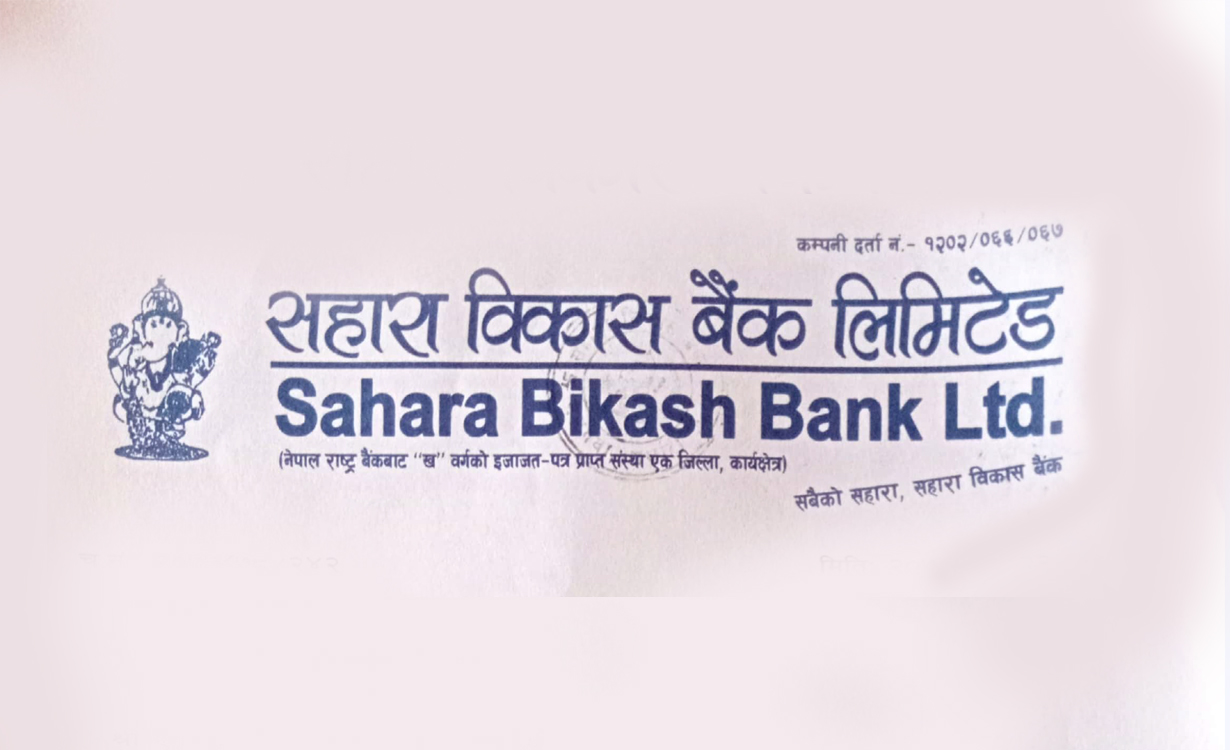 कम्पनी दर्ता नं.- १२०२/०६६/०६७
सहारा विकास बैंक लिमिटेड
Sahara Bikash Bank Ltd.
(नेपाल राष्ट्र बैंकबाट "ख" वर्गको इजाजत-पत्र प्राप्त संस्था एक जिल्ला, कार्यक्षेत्र)
सबैको सहारा, सहारा विकास बैंक